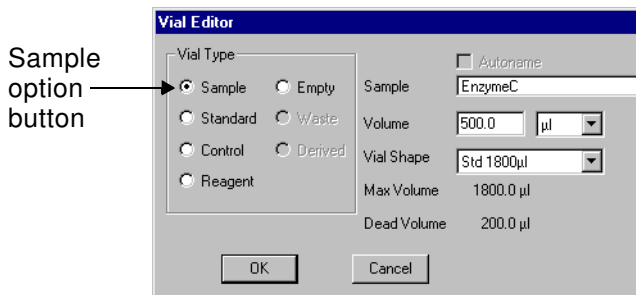 Vial Editor
Sample
option
button
Vial Type
Sample
Empty
Standard
Waste
Control
Derived
Reagent
Autoname
Sample
EnzymeC
Volume
500.0
µl
Vial Shape
Std 1800µl
Max Volume
1800.0 µl
Dead Volume
200.0 µl
OK
Cancel